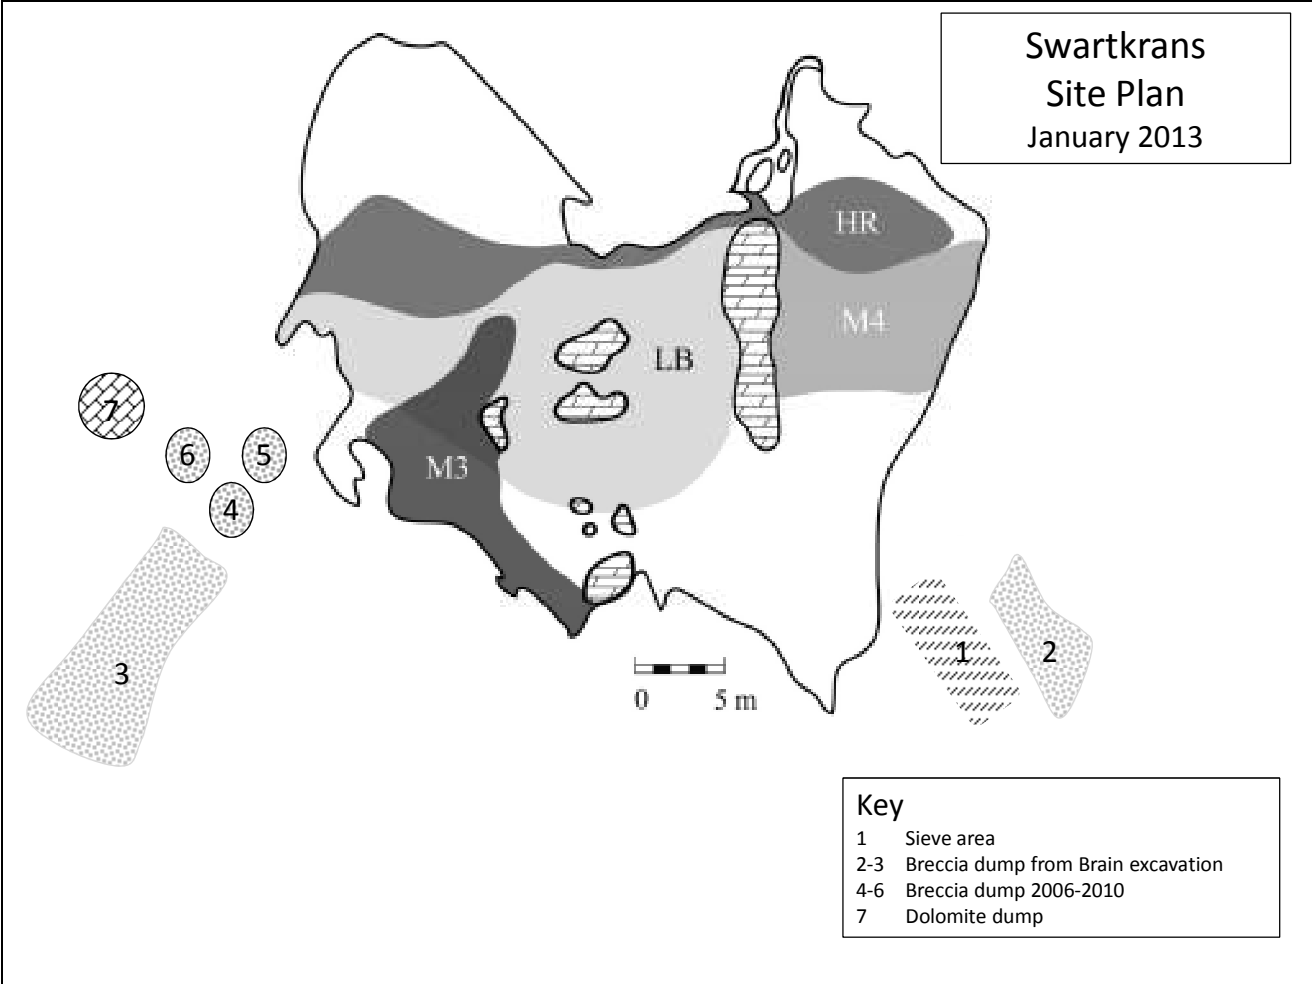 Swartkrans
Site Plan
January 2013
HR
M4
LB
7
6
5
M3
4
3
1
2
0 5 m
Key
1 Sieve area
2-3 Breccia dump from Brain excavation
4-6 Breccia dump 2006-2010
7 Dolomite dump